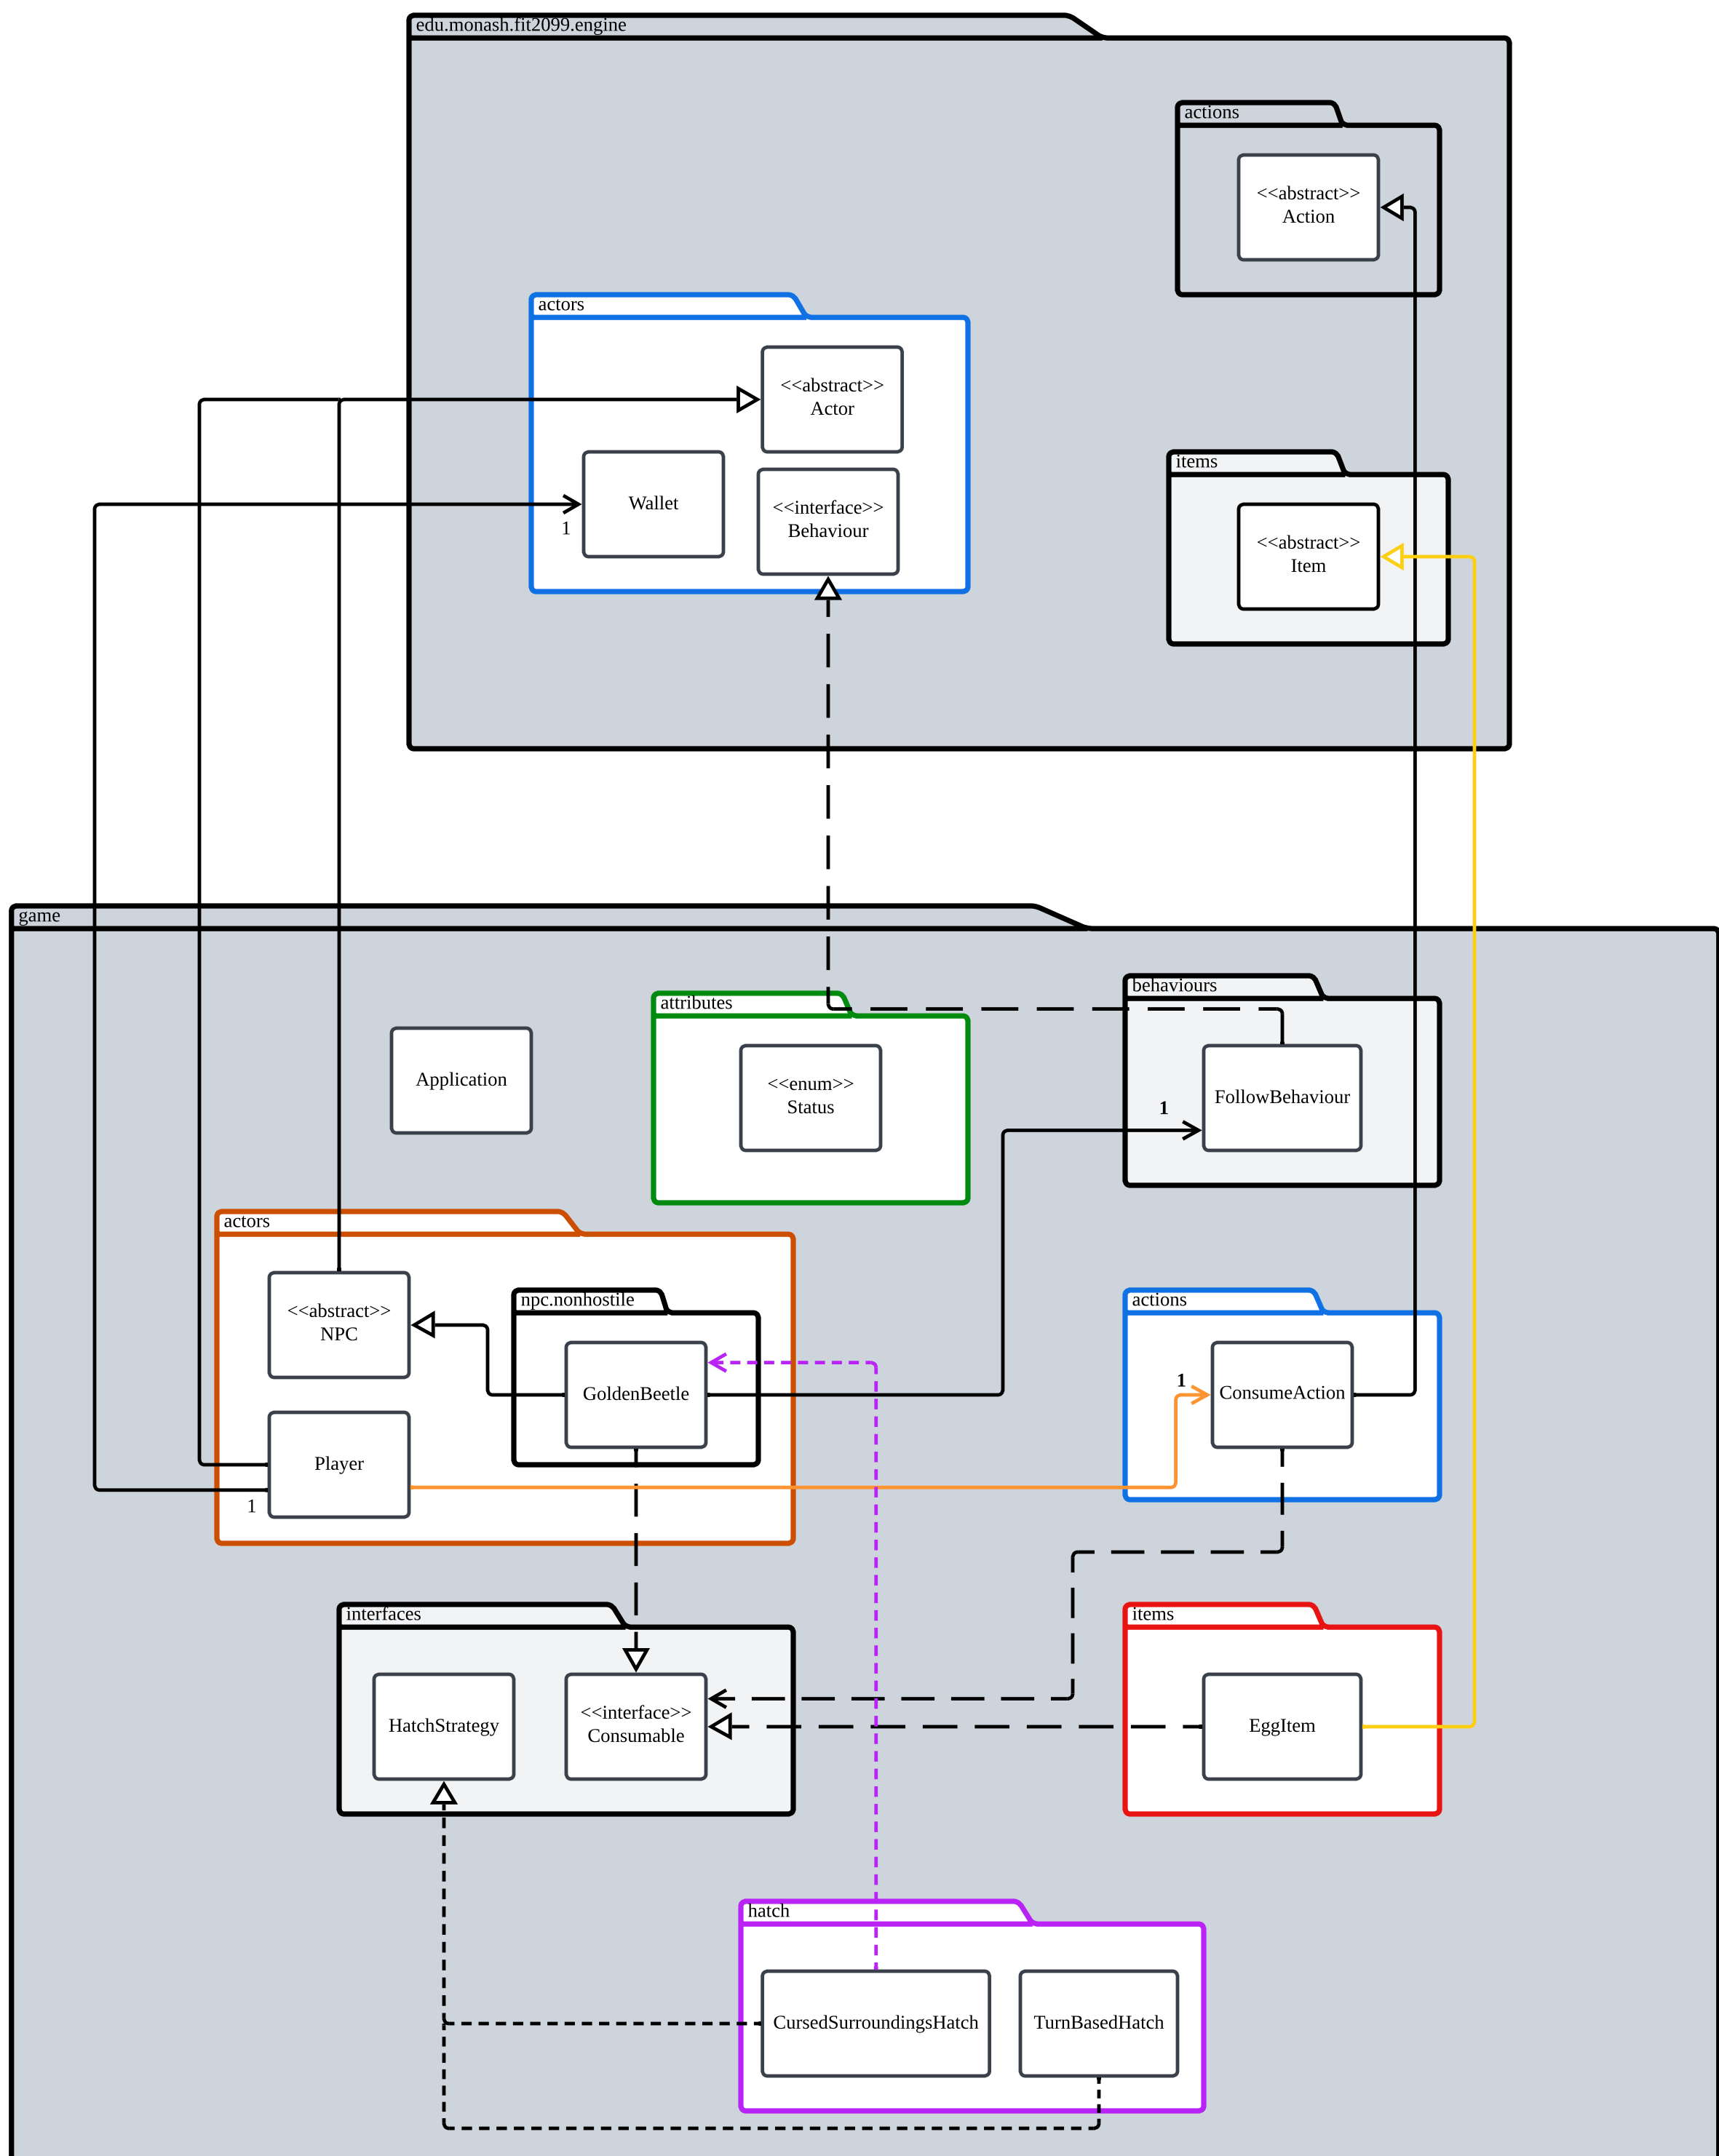 edu.monash.fit2099.engine
actions
<<abstract>>
Action
actors
<<abstract>>
Actor
Wallet
1
<<interface>>
Behaviour
items
<<abstract>>
Item
game
attributes
<<enum>>
Status
behaviours
FollowBehaviour
1
Application
actors
<<abstract>>
NPC
npc.nonhostile
GoldenBeetle
Player
1
actions
1
ConsumeAction
interfaces
HatchStrategy
<<interface>>
Consumable
items
EggItem
hatch
CursedSurroundingsHatch
TurnBasedHatch